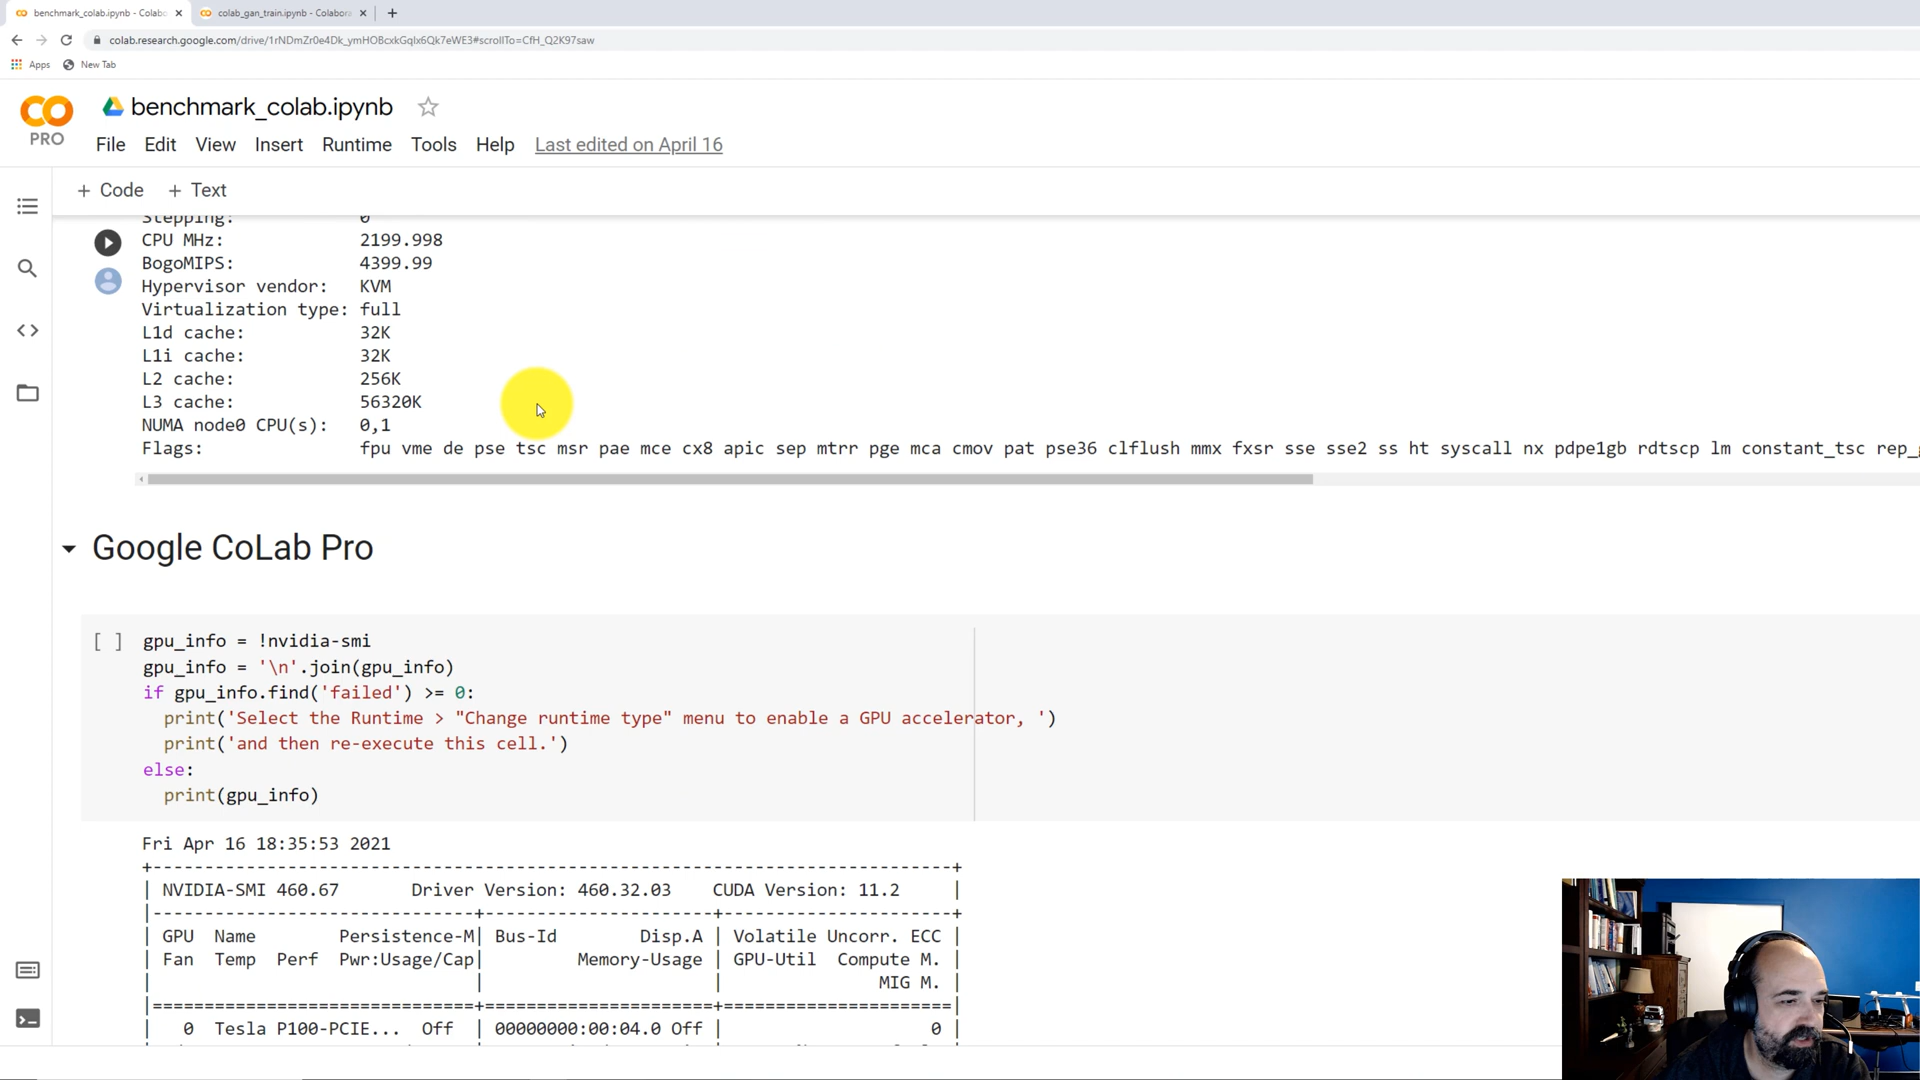 benchmark_colab.ipynb - Colabo
colab_gan_train.ipynb - Colabora
colab.research.google.com/drive/1rNDmZr0e4Dk_ymHOBcxkGqlx6Qk7eWE3#scrollTo=CfH_Q2K97saw
Apps
New Tab
PRO
benchmark_colab.ipynb
File Edit View Insert Runtime Tools Help Last edited on April 16
+ Code + Text
Stepping: 0
CPU MHz: 2199.998
BogoMIPS: 4399.99
Hypervisor vendor: KVM
Virtualization type: full
L1d cache: 32K
L1i cache: 32K
L2 cache: 256K
L3 cache: 56320K
NUMA node0 CPU(s): 0,1
Flags: fpu vme de pse tsc msr pae mce cx8 apic sep mtrr pge mca cmov pat pse36 clflush mmx fxsr sse sse2 ss ht syscall nx pdpe1gb rdtscp lm constant_tsc rep_
Google CoLab Pro
[ ] gpu_info = !nvidia-smi
gpu_info = '\n'.join(gpu_info)
if gpu_info.find('failed') >= 0:
print('Select the Runtime > "Change runtime type" menu to enable a GPU accelerator, ')
print('and then re-execute this cell.')
else:
print(gpu_info)
Fri Apr 16 18:35:53 2021
+-----------------------------------------------------------------------------+
| NVIDIA-SMI 460.67 Driver Version: 460.32.03 CUDA Version: 11.2 |
|-------------------------------+----------------------+----------------------+
| GPU Name Persistence-M| Bus-Id Disp.A | Volatile Uncorr. ECC |
| Fan Temp Perf Pwr:Usage/Cap| Memory-Usage | GPU-Util Compute M. |
| | | MIG M. |
|===============================+======================+======================|
| 0 Tesla P100-PCIE... Off | 00000000:00:04.0 Off | 0 |